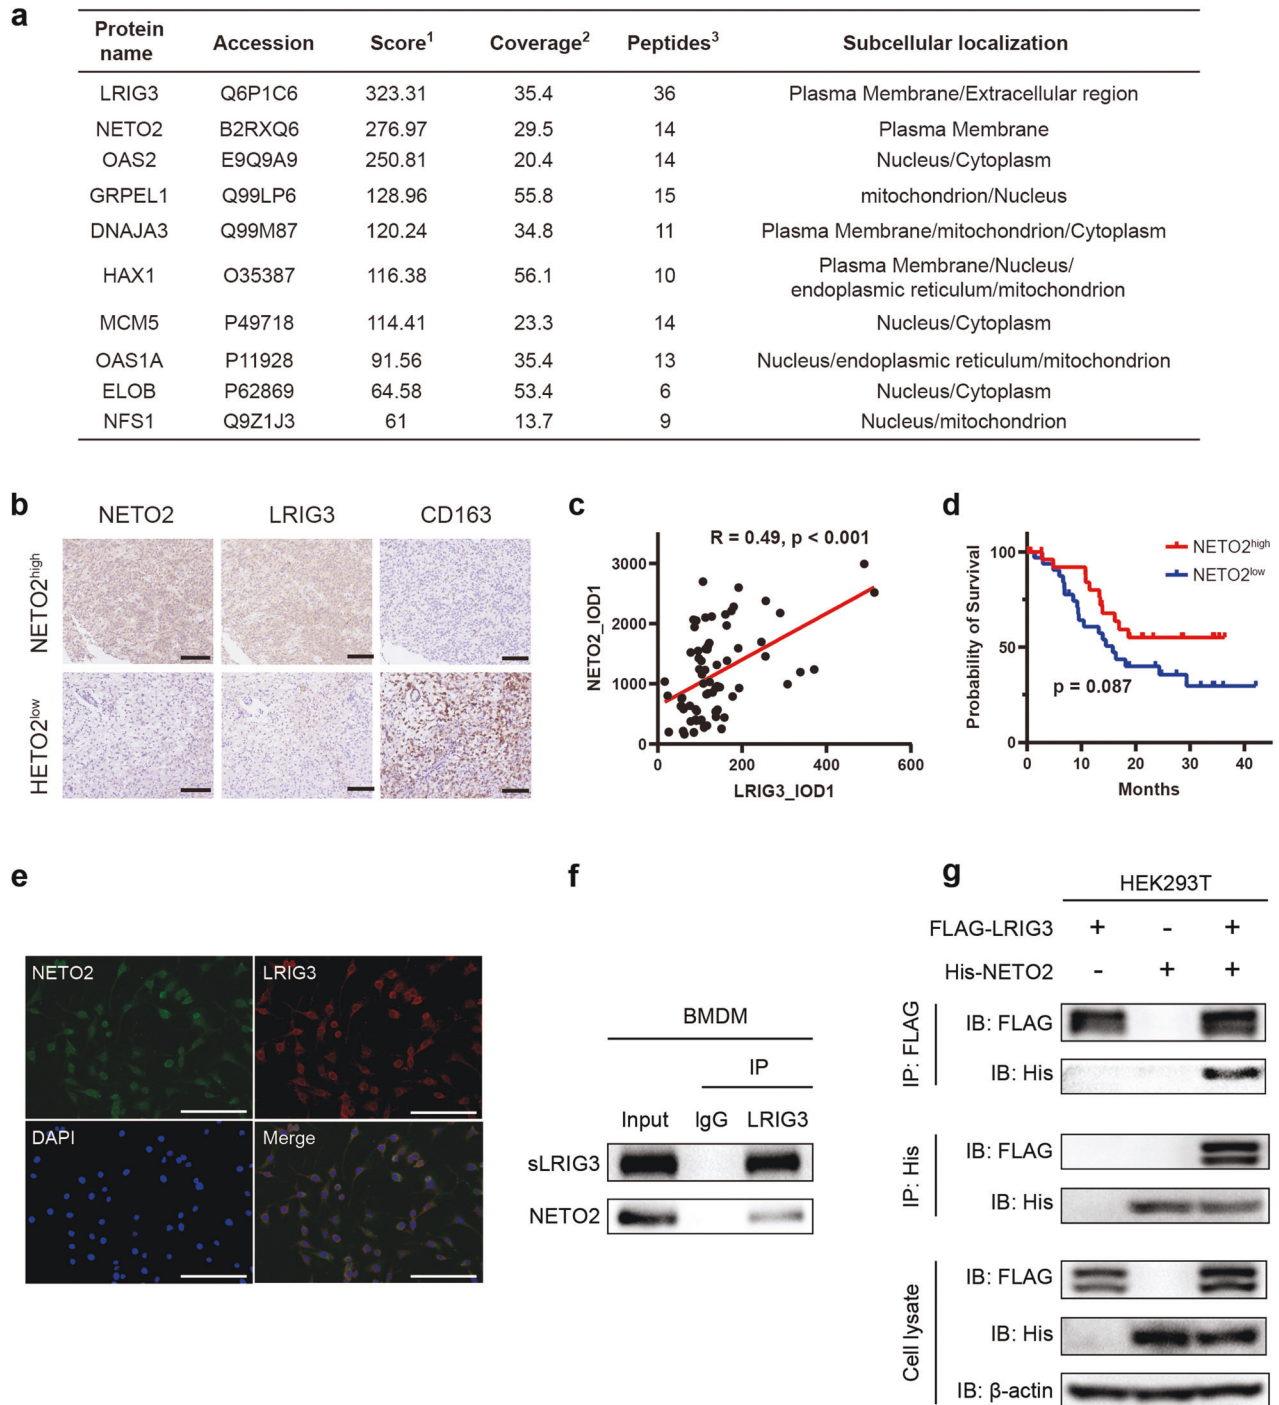 a
Protein name Accession Score1 Coverage2 Peptides3 Subcellular localization
LRIG3 Q6P1C6 323.31 35.4 36 Plasma Membrane/Extracellular region
NETO2 B2RXQ6 276.97 29.5 14 Plasma Membrane
OAS2 E9Q9A9 250.81 20.4 14 Nucleus/Cytoplasm
GRPEL1 Q99LP6 128.96 55.8 15 mitochondrion/Nucleus
DNAJA3 Q99M87 120.24 34.8 11 Plasma Membrane/mitochondrion/Cytoplasm
HAX1 O35387 116.38 56.1 10 Plasma Membrane/Nucleus/
endoplasmic reticulum/mitochondrion
MCM5 P49718 114.41 23.3 14 Nucleus/Cytoplasm
OAS1A P11928 91.56 35.4 13 Nucleus/endoplasmic reticulum/mitochondrion
ELOB P62869 64.58 53.4 6 Nucleus/Cytoplasm
NFS1 Q9Z1J3 61 13.7 9 Nucleus/mitochondrion
b
NETO2 LRIG3 CD163
NETO2high
HETO2low
c
R = 0.49, p < 0.001
NETO2_IOD1
3000
2000
1000
0
0 200 400 600
LRIG3_IOD1
d
NETO2high
NETO2low
Probability of Survival
100
50
0
p = 0.087
0 10 20 30 40
Months
e
NETO2 LRIG3
DAPI Merge
f
BMDM
IP
Input IgG LRIG3
sLRIG3
NETO2
g
HEK293T
FLAG-LRIG3 + - +
His-NETO2 - + +
IP: FLAG
IB: FLAG
IB: His
IP: His
IB: FLAG
IB: His
Cell lysate
IB: FLAG
IB: His
IB: β-actin